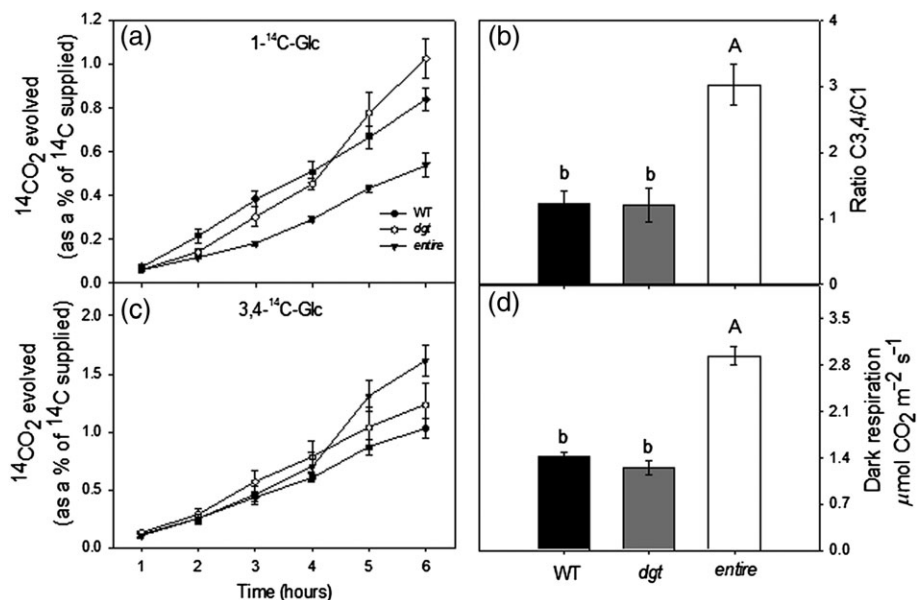 (a)
1-¹⁴C-Glc
¹⁴CO₂ evolved
(as a % of ¹⁴C supplied)
1.2
1.0
0.8
0.6
0.4
0.2
0.0
WT
dgt
entire
(b)
A
b
b
Ratio C3,4/C1
4
3
2
1
0
(c)
3,4-¹⁴C-Glc
¹⁴CO₂ evolved
(as a % of ¹⁴C supplied)
2.0
1.5
1.0
0.5
0.0
1 2 3 4 5 6
Time (hours)
(d)
A
b
b
Dark respiration
μmol CO₂ m⁻² s⁻¹
3.5
2.8
2.1
1.4
0.7
0.0
WT dgt entire